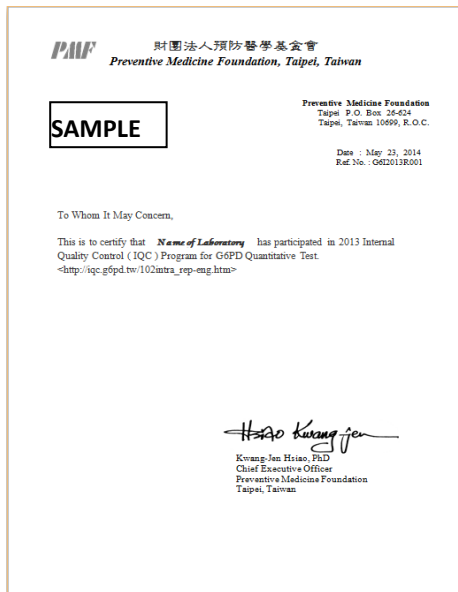 PMF
財團法人預防醫學基金會
Preventive Medicine Foundation, Taipei, Taiwan
SAMPLE
Preventive Medicine Foundation
Taipei P.O. Box 26-624
Taipei, Taiwan 10699, R.O.C.
Date : May 23, 2014
Ref. No. : G6I2013R001
To Whom It May Concern,
This is to certify that Name of Laboratory has participated in 2013 Internal
Quality Control ( IQC ) Program for G6PD Quantitative Test.
<http://iqc.g6pd.tw/102intra_rep-eng.htm>
Hsiao Kwang-jen
Kwang-Jen Hsiao, PhD
Chief Executive Officer
Preventive Medicine Foundation
Taipei, Taiwan